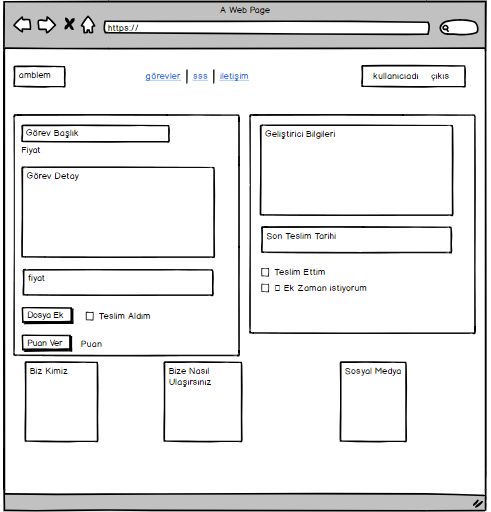 A Web Page
https://
amblem
görevler | sss | iletişim
kullanıcıadı çıkıs
Görev Başlık
Fiyat
Görev Detay
fiyat
Dosya Ek
Teslim Aldım
Puan Ver
Puan
Geliştirici Bilgileri
Son Teslim Tarihi
Teslim Ettim
Ek Zaman istiyorum
Biz Kimiz
Bize Nasıl
Ulaşırsınız
Sosyal Medya